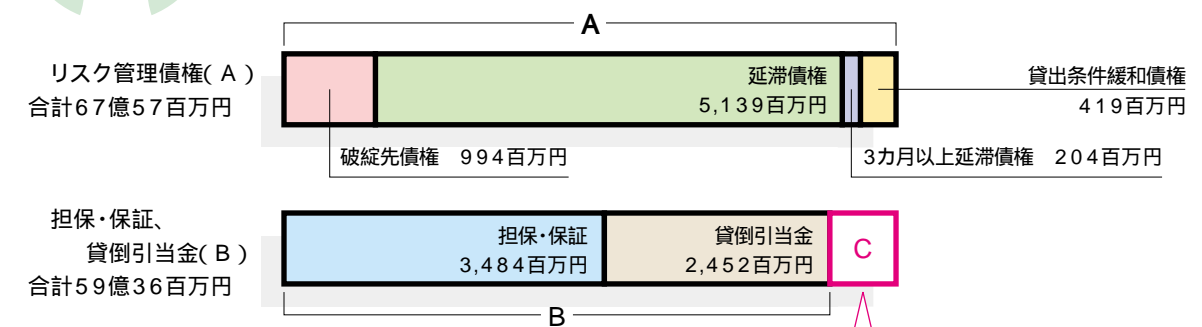 A
リスク管理債権(A)
合計67億57百万円
延滞債権
5,139百万円
貸出条件緩和債権
419百万円
破綻先債権 994百万円
3カ月以上延滞債権 204百万円
担保・保証、
貸倒引当金(B)
合計59億36百万円
担保・保証
3,484百万円
貸倒引当金
2,452百万円
C
B